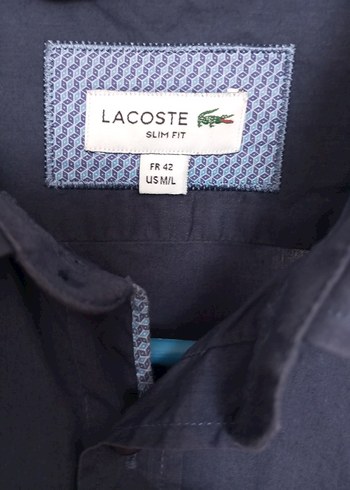 LACOSTE
SLIM FIT
FR 42
US M/L